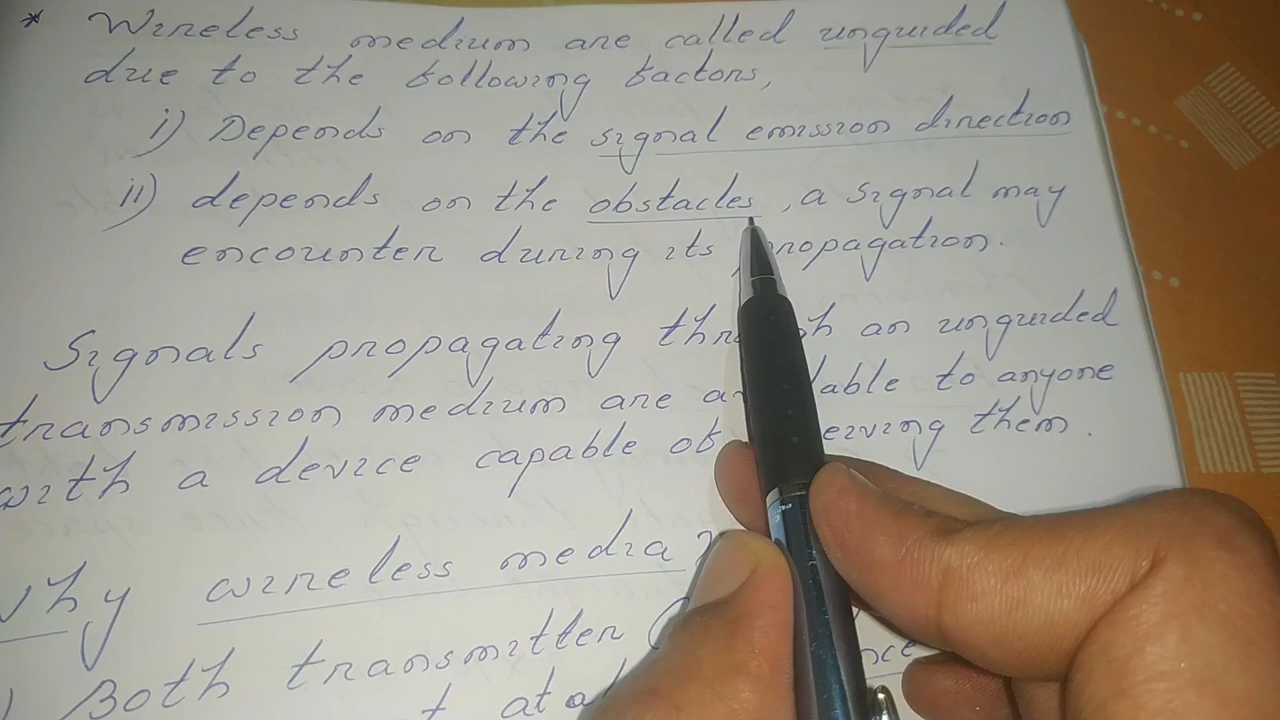 * Wireless medium are called unguided
due to the following factors,
i) Depends on the signal emission direction
ii) depends on the obstacles, a signal may
encounter during its propagation.
Signals propagating through an unguided
transmission medium are available to anyone
with a device capable of receiving them.
Why wireless media
Both transmitter